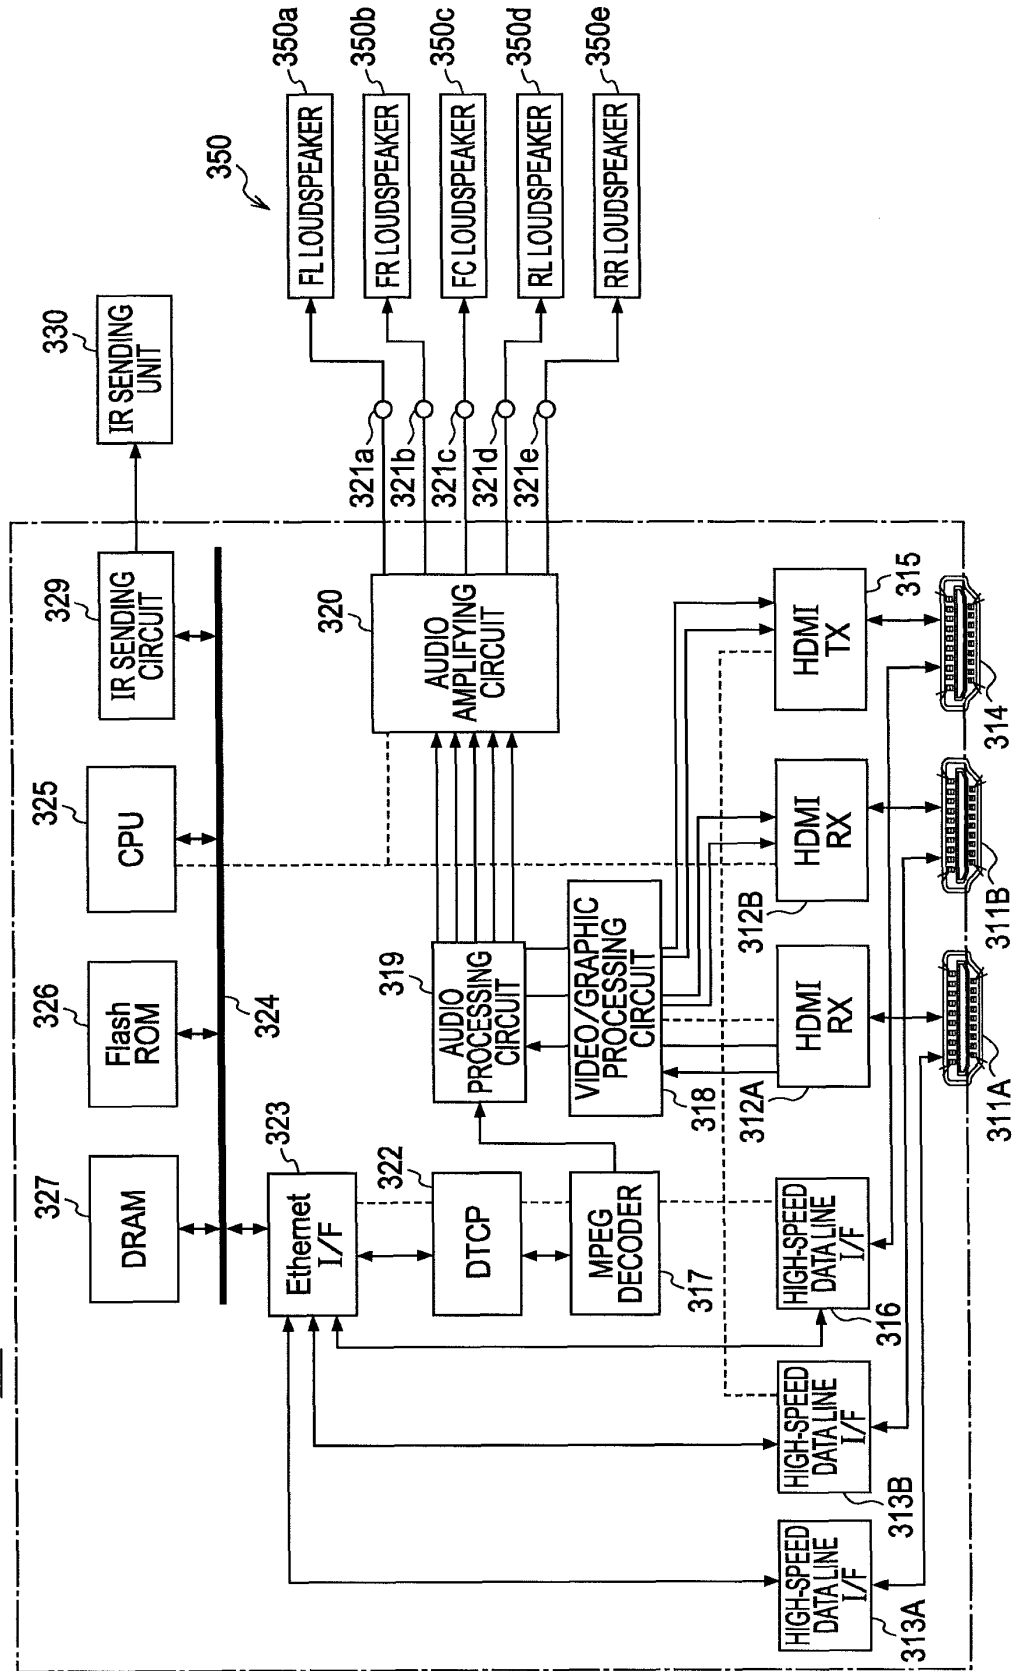 350
350a
FL LOUDSPEAKER
350b
FR LOUDSPEAKER
350c
FC LOUDSPEAKER
350d
RL LOUDSPEAKER
350e
RR LOUDSPEAKER
330
IR SENDING
UNIT
321a
321b
321c
321d
321e
329
IR SENDING
CIRCUIT
325
CPU
326
Flash
ROM
327
DRAM
324
320
AUDIO
AMPLIFYING
CIRCUIT
319
AUDIO
PROCESSING
CIRCUIT
323
Ethernet
I/F
322
DTCP
MPEG
DECODER
317
VIDEO/GRAPHIC
PROCESSING
CIRCUIT
318
315
HDMI
TX
HDMI
RX
312B
HDMI
RX
312A
HIGH-SPEED
DATA LINE
I/F
316
HIGH-SPEED
DATA LINE
I/F
313B
HIGH-SPEED
DATA LINE
I/F
313A
314
311B
311A